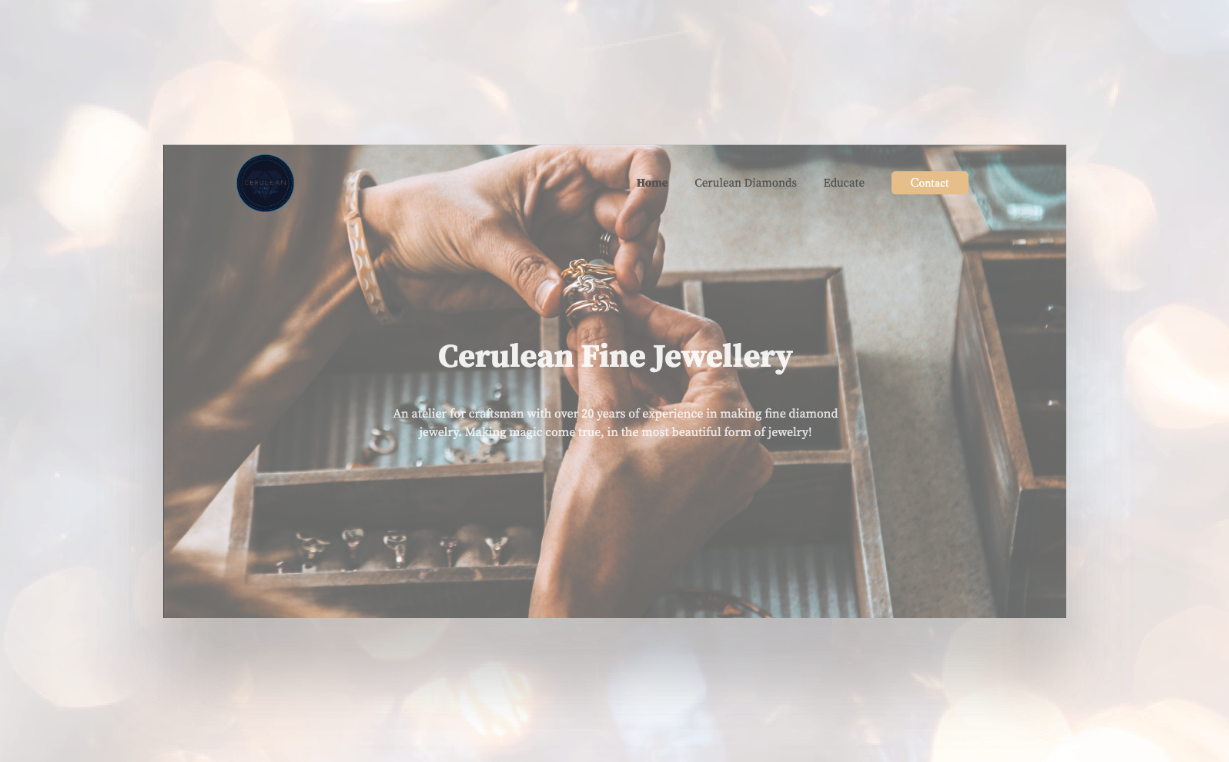 CERULEAN
Home Cerulean Diamonds Educate Contact
Cerulean Fine Jewellery
An atelier for craftsman with over 20 years of experience in making fine diamond
jewelry. Making magic come true, in the most beautiful form of jewelry!